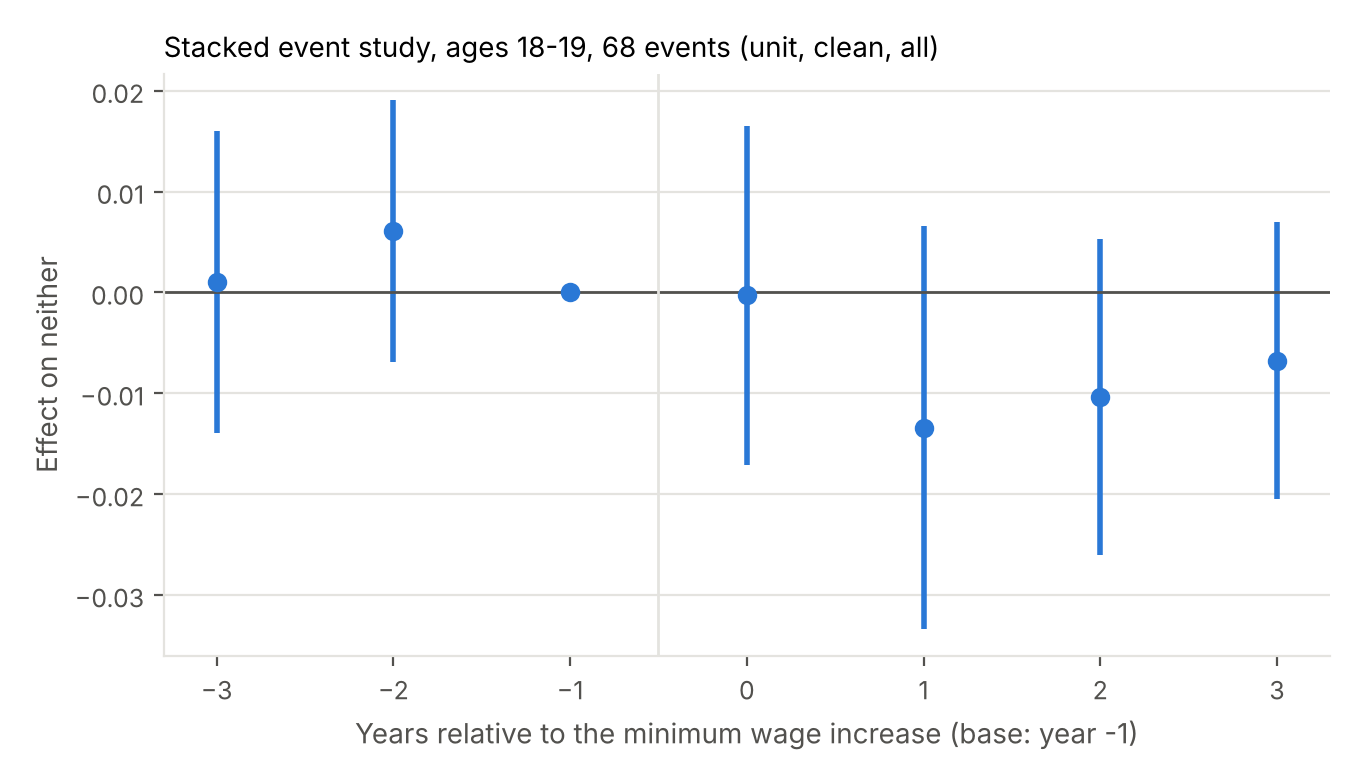 Stacked event study, ages 18-19, 68 events (unit, clean, all)
0.02
0.01
0.00
−0.01
−0.02
−0.03
Effect on neither
−3 −2 −1 0 1 2 3
Years relative to the minimum wage increase (base: year -1)